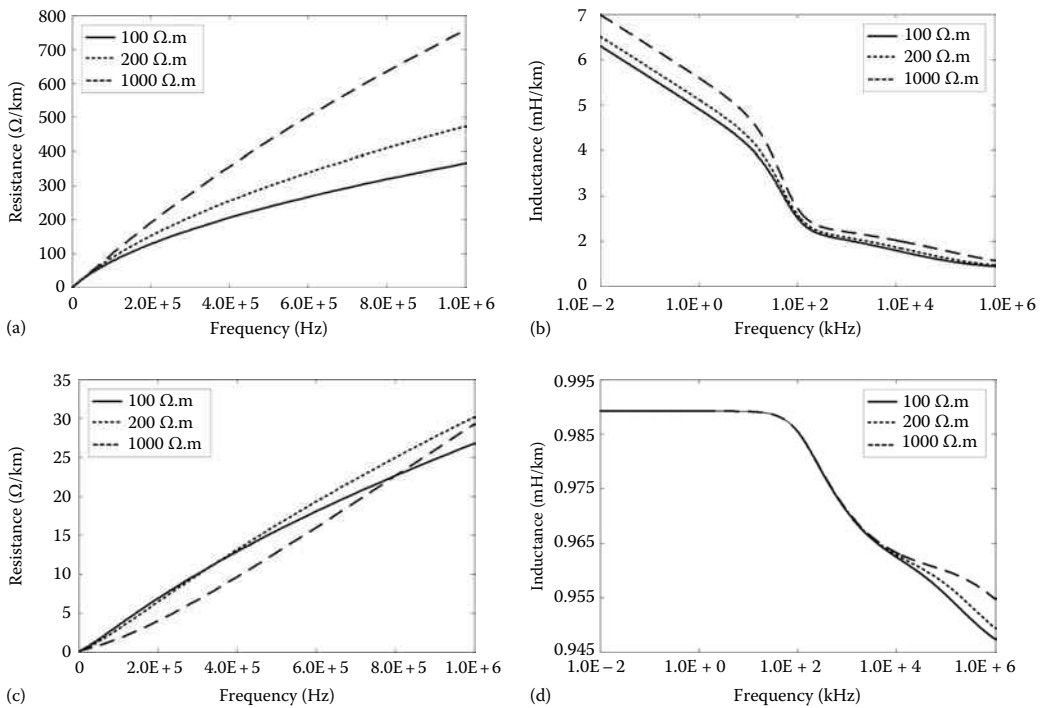 800
700
600
500
400
300
200
100
0
Resistance (Ω/km)
100 Ω.m
200 Ω.m
1000 Ω.m
0 2.0E + 5 4.0E + 5 6.0E + 5 8.0E + 5 1.0E + 6
Frequency (Hz)
(a)
7
6
5
4
3
2
0
Inductance (mH/km)
100 Ω.m
200 Ω.m
1000 Ω.m
1.0E − 2 1.0E + 0 1.0E + 2 1.0E + 4 1.0E + 6
Frequency (kHz)
(b)
35
30
25
20
15
10
5
0
Resistance (Ω/km)
100 Ω.m
200 Ω.m
1000 Ω.m
0 2.0E + 5 4.0E + 5 6.0E + 5 8.0E + 5 1.0E + 6
Frequency (Hz)
(c)
0.995
0.985
0.975
0.965
0.955
0.945
Inductance (mH/km)
100 Ω.m
200 Ω.m
1000 Ω.m
1.0E − 2 1.0E + 0 1.0E + 2 1.0E + 4 1.0E + 6
Frequency (kHz)
(d)